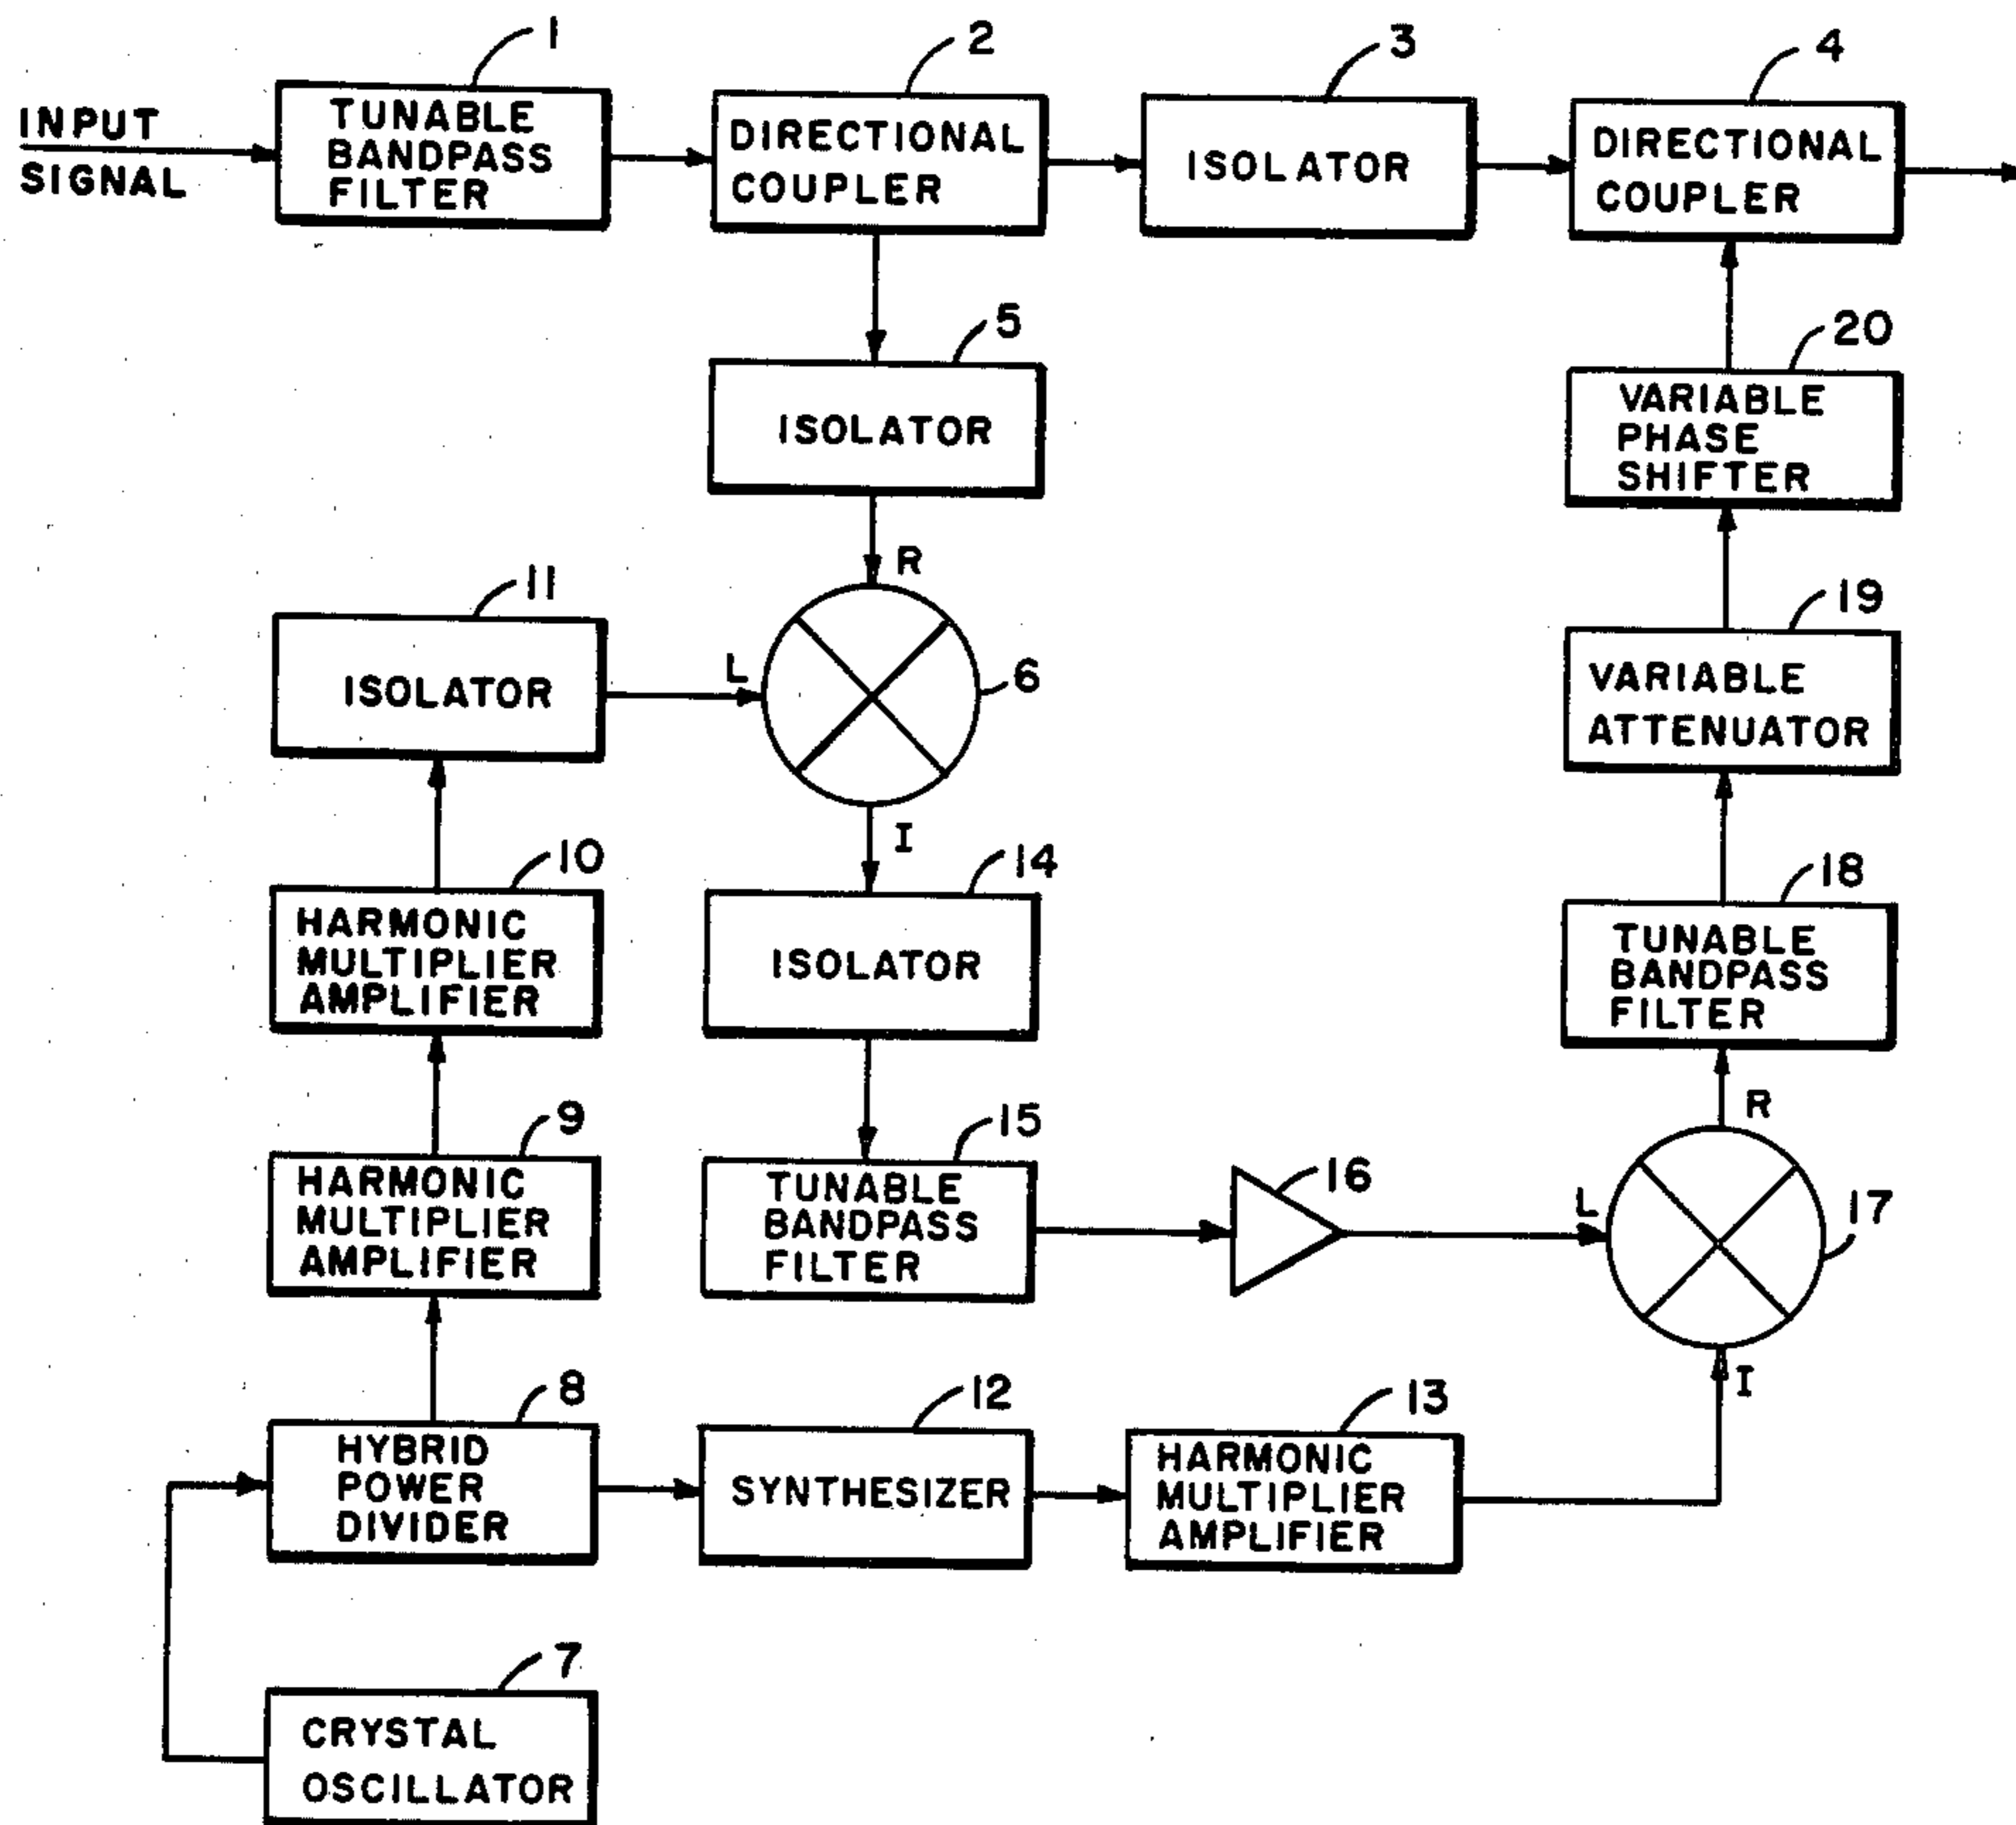 1
2
3
4
INPUT
SIGNAL
TUNABLE
BANDPASS
FILTER
DIRECTIONAL
COUPLER
ISOLATOR
DIRECTIONAL
COUPLER
5
ISOLATOR
20
VARIABLE
PHASE
SHIFTER
R
11
ISOLATOR
L
6
I
19
VARIABLE
ATTENUATOR
10
HARMONIC
MULTIPLIER
AMPLIFIER
14
ISOLATOR
18
TUNABLE
BANDPASS
FILTER
R
9
HARMONIC
MULTIPLIER
AMPLIFIER
15
TUNABLE
BANDPASS
FILTER
16
L
17
I
8
HYBRID
POWER
DIVIDER
12
SYNTHESIZER
13
HARMONIC
MULTIPLIER
AMPLIFIER
7
CRYSTAL
OSCILLATOR